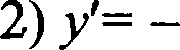 2) y'= –